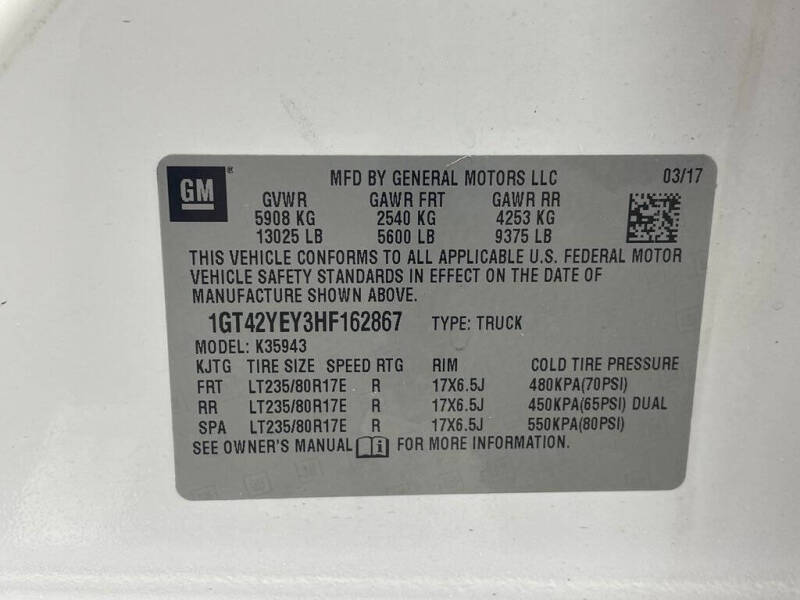 GM® MFD BY GENERAL MOTORS LLC 03/17
GVWR GAWR FRT GAWR RR
5908 KG 2540 KG 4253 KG
13025 LB 5600 LB 9375 LB
THIS VEHICLE CONFORMS TO ALL APPLICABLE U.S. FEDERAL MOTOR
VEHICLE SAFETY STANDARDS IN EFFECT ON THE DATE OF
MANUFACTURE SHOWN ABOVE.
1GT42YEY3HF162867 TYPE: TRUCK
MODEL: K35943
KJTG TIRE SIZE SPEED RTG RIM COLD TIRE PRESSURE
FRT LT235/80R17E R 17X6.5J 480KPA(70PSI)
RR LT235/80R17E R 17X6.5J 450KPA(65PSI) DUAL
SPA LT235/80R17E R 17X6.5J 550KPA(80PSI)
SEE OWNER'S MANUAL i FOR MORE INFORMATION.